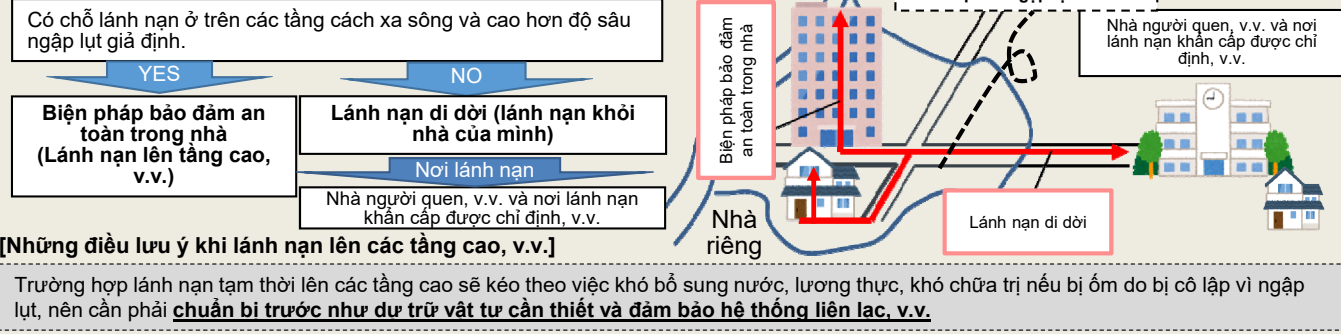 Có chỗ lánh nạn ở trên các tầng cách xa sông và cao hơn độ sâu
ngập lụt giả định.
YES
NO
Biện pháp bảo đảm an
toàn trong nhà
(Lánh nạn lên tầng cao,
v.v.)
Lánh nạn di dời (lánh nạn khỏi
nhà của mình)
Nơi lánh nạn
Nhà người quen, v.v. và nơi lánh nạn
khẩn cấp được chỉ định, v.v.
Biện pháp bảo đảm
an toàn trong nhà
Nhà người quen, v.v. và nơi
lánh nạn khẩn cấp được chỉ
định, v.v.
Nhà
riêng
Lánh nạn di dời
[Những điều lưu ý khi lánh nạn lên các tầng cao, v.v.]
Trường hợp lánh nạn tạm thời lên các tầng cao sẽ kéo theo việc khó bổ sung nước, lương thực, khó chữa trị nếu bị ốm do bị cô lập vì ngập
lụt, nên cần phải chuẩn bị trước như dự trữ vật tư cần thiết và đảm bảo hệ thống liên lạc, v.v.